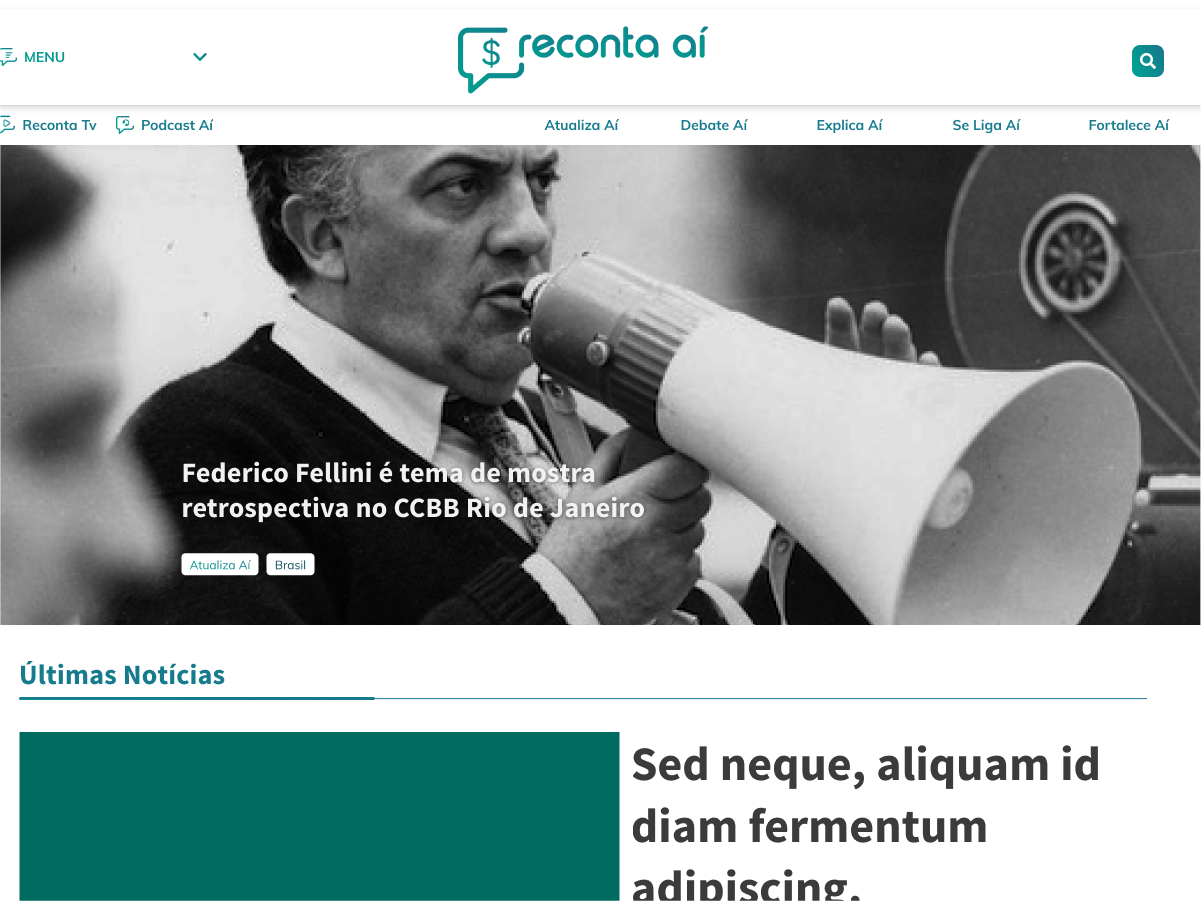 MENU
$ reconta aí
Reconta Tv
Podcast Aí
Atualiza Aí
Debate Aí
Explica Aí
Se Liga Aí
Fortalece Aí
Federico Fellini é tema de mostra
retrospectiva no CCBB Rio de Janeiro
Atualiza Aí
Brasil
Últimas Notícias
Sed neque, aliquam id
diam fermentum
adipiscing.